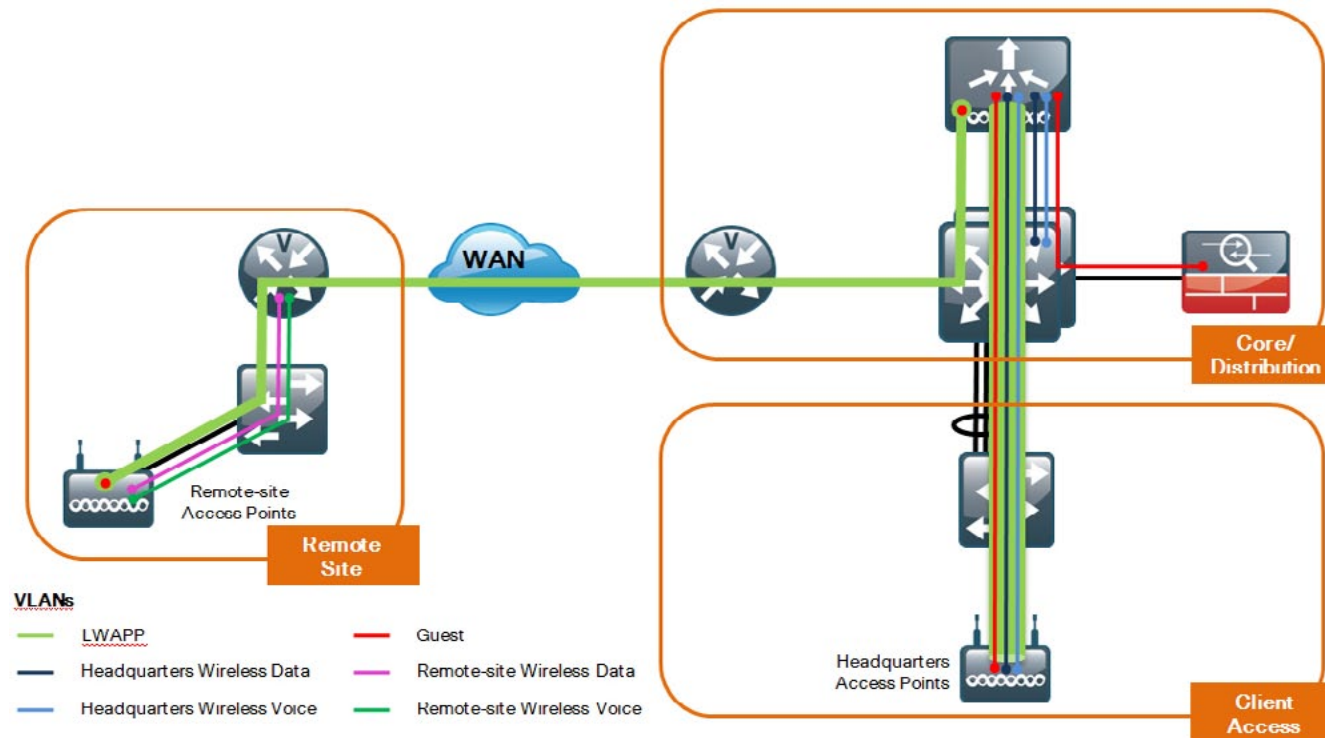 V
WAN
V
Core/
Distribution
Remote-site
Access Points
Remote
Site
VLANs
LWAPP
Guest
Headquarters Wireless Data
Remote-site Wireless Data
Headquarters Wireless Voice
Remote-site Wireless Voice
Headquarters
Access Points
Client
Access